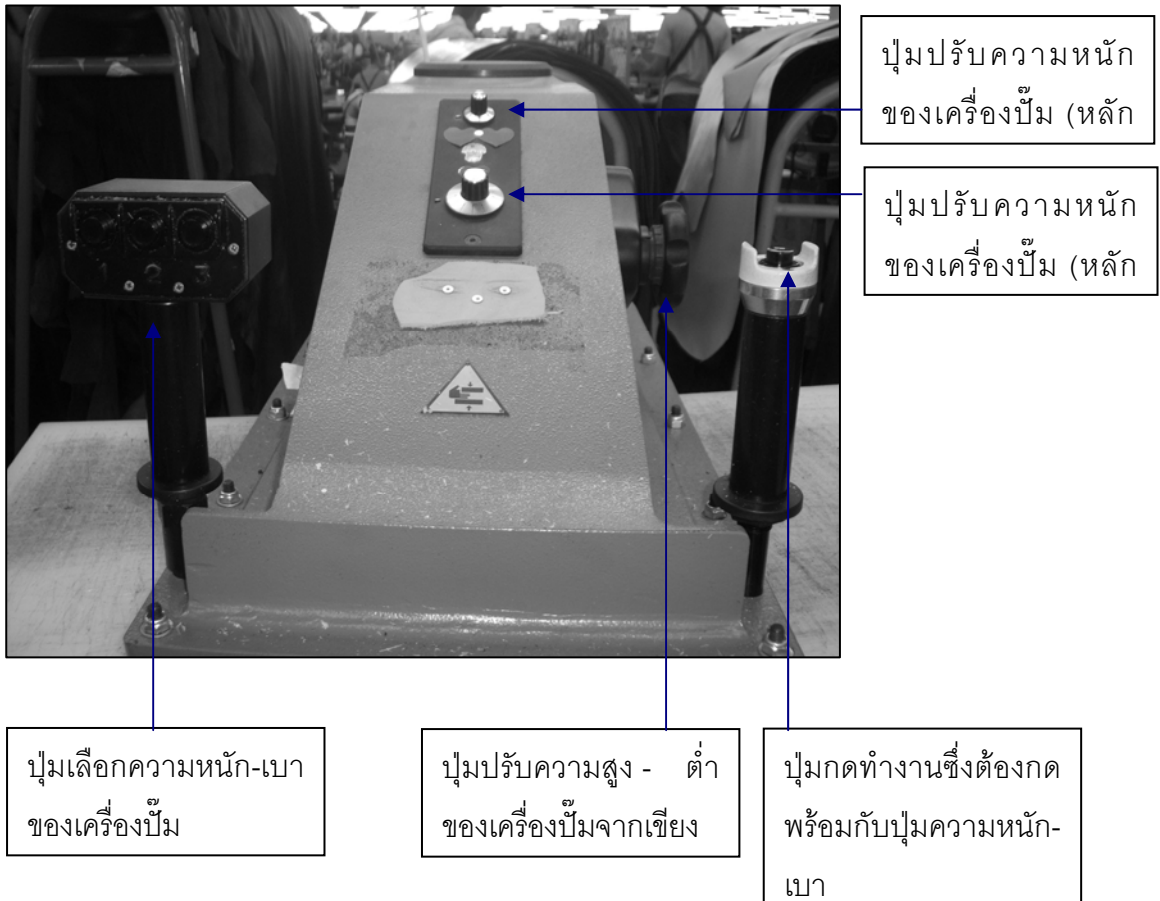 ปุ่มปรับความหนัก
ของเครื่องปั๊ม (หลัก
ปุ่มปรับความหนัก
ของเครื่องปั๊ม (หลัก
1 2 3
ปุ่มเลือกความหนัก-เบา
ของเครื่องปั๊ม
ปุ่มปรับความสูง - ต่ำ
ของเครื่องปั๊มจากเขียง
ปุ่มกดทำงานซึ่งต้องกด
พร้อมกับปุ่มความหนัก-
เบา